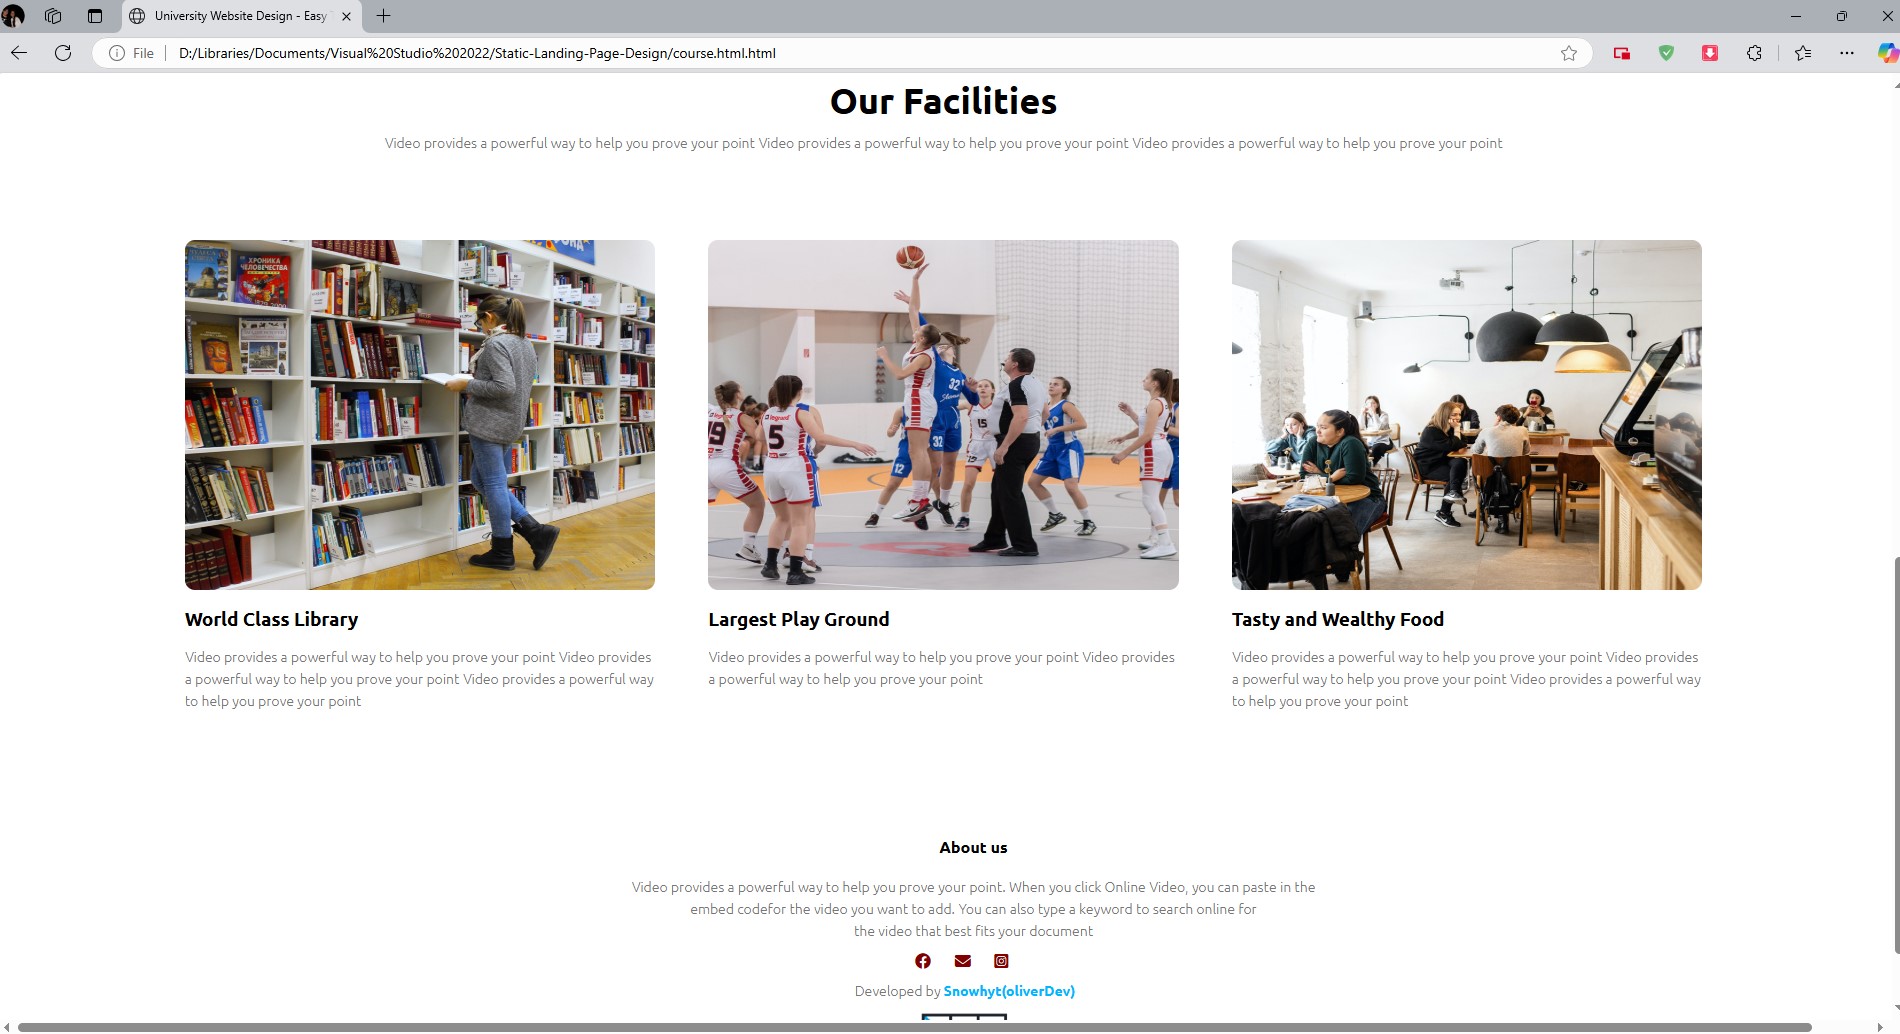 University Website Design - Easy
File
D:/Libraries/Documents/Visual%20Studio%202022/Static-Landing-Page-Design/course.html.html
Our Facilities
Video provides a powerful way to help you prove your point Video provides a powerful way to help you prove your point Video provides a powerful way to help you prove your point
ХРОНИКА
ЧЕЛОВЕЧЕСТВА
32
32
15
12
5
19
World Class Library
Video provides a powerful way to help you prove your point Video provides
a powerful way to help you prove your point Video provides a powerful way
to help you prove your point
Largest Play Ground
Video provides a powerful way to help you prove your point Video provides
a powerful way to help you prove your point
Tasty and Wealthy Food
Video provides a powerful way to help you prove your point Video provides
a powerful way to help you prove your point Video provides a powerful way
to help you prove your point
About us
Video provides a powerful way to help you prove your point. When you click Online Video, you can paste in the
embed codefor the video you want to add. You can also type a keyword to search online for
the video that best fits your document
Developed by Snowhyt(oliverDev)